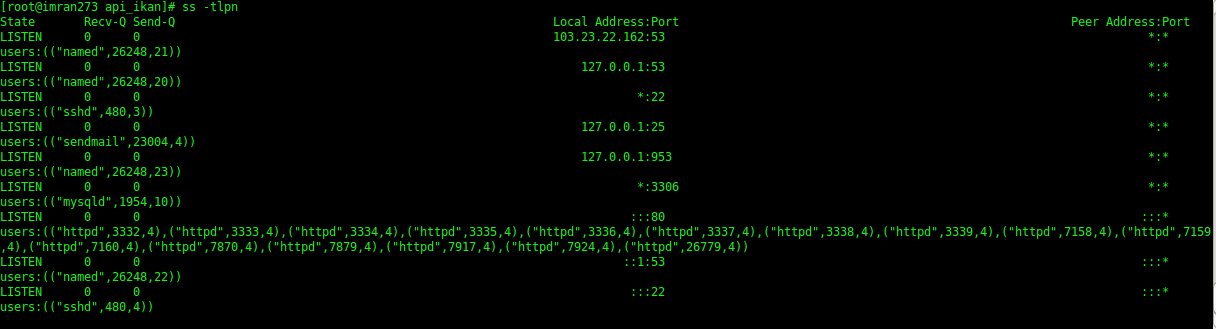 [root@imran273 api_ikan]# ss -tlpn
State Recv-Q Send-Q Local Address:Port Peer Address:Port
LISTEN 0 0 103.23.22.162:53 *:*
users:(("named",26248,21))
LISTEN 0 0 127.0.0.1:53 *:*
users:(("named",26248,20))
LISTEN 0 0 *:22 *:*
users:(("sshd",480,3))
LISTEN 0 0 127.0.0.1:25 *:*
users:(("sendmail",23004,4))
LISTEN 0 0 127.0.0.1:953 *:*
users:(("named",26248,23))
LISTEN 0 0 *:3306 *:*
users:(("mysqld",1954,10))
LISTEN 0 0 :::80 :::*
users:(("httpd",3332,4),("httpd",3333,4),("httpd",3334,4),("httpd",3335,4),("httpd",3336,4),("httpd",3337,4),("httpd",3338,4),("httpd",3339,4),("httpd",7158,4),("httpd",7159
,4),("httpd",7160,4),("httpd",7870,4),("httpd",7879,4),("httpd",7917,4),("httpd",7924,4),("httpd",26779,4))
LISTEN 0 0 ::1:53 :::*
users:(("named",26248,22))
LISTEN 0 0 :::22 :::*
users:(("sshd",480,4))